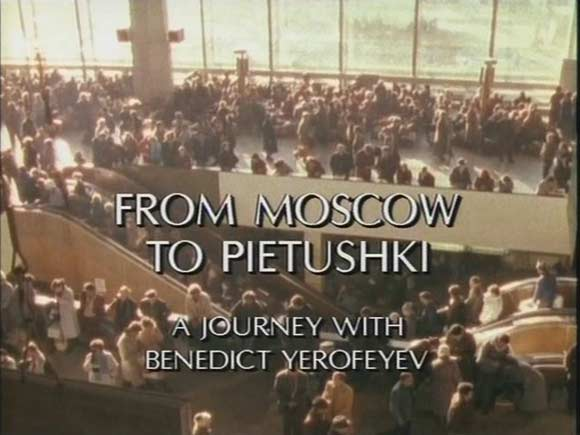 FROM MOSCOW
TO PIETUSHKI
A JOURNEY WITH
BENEDICT YEROFEYEV